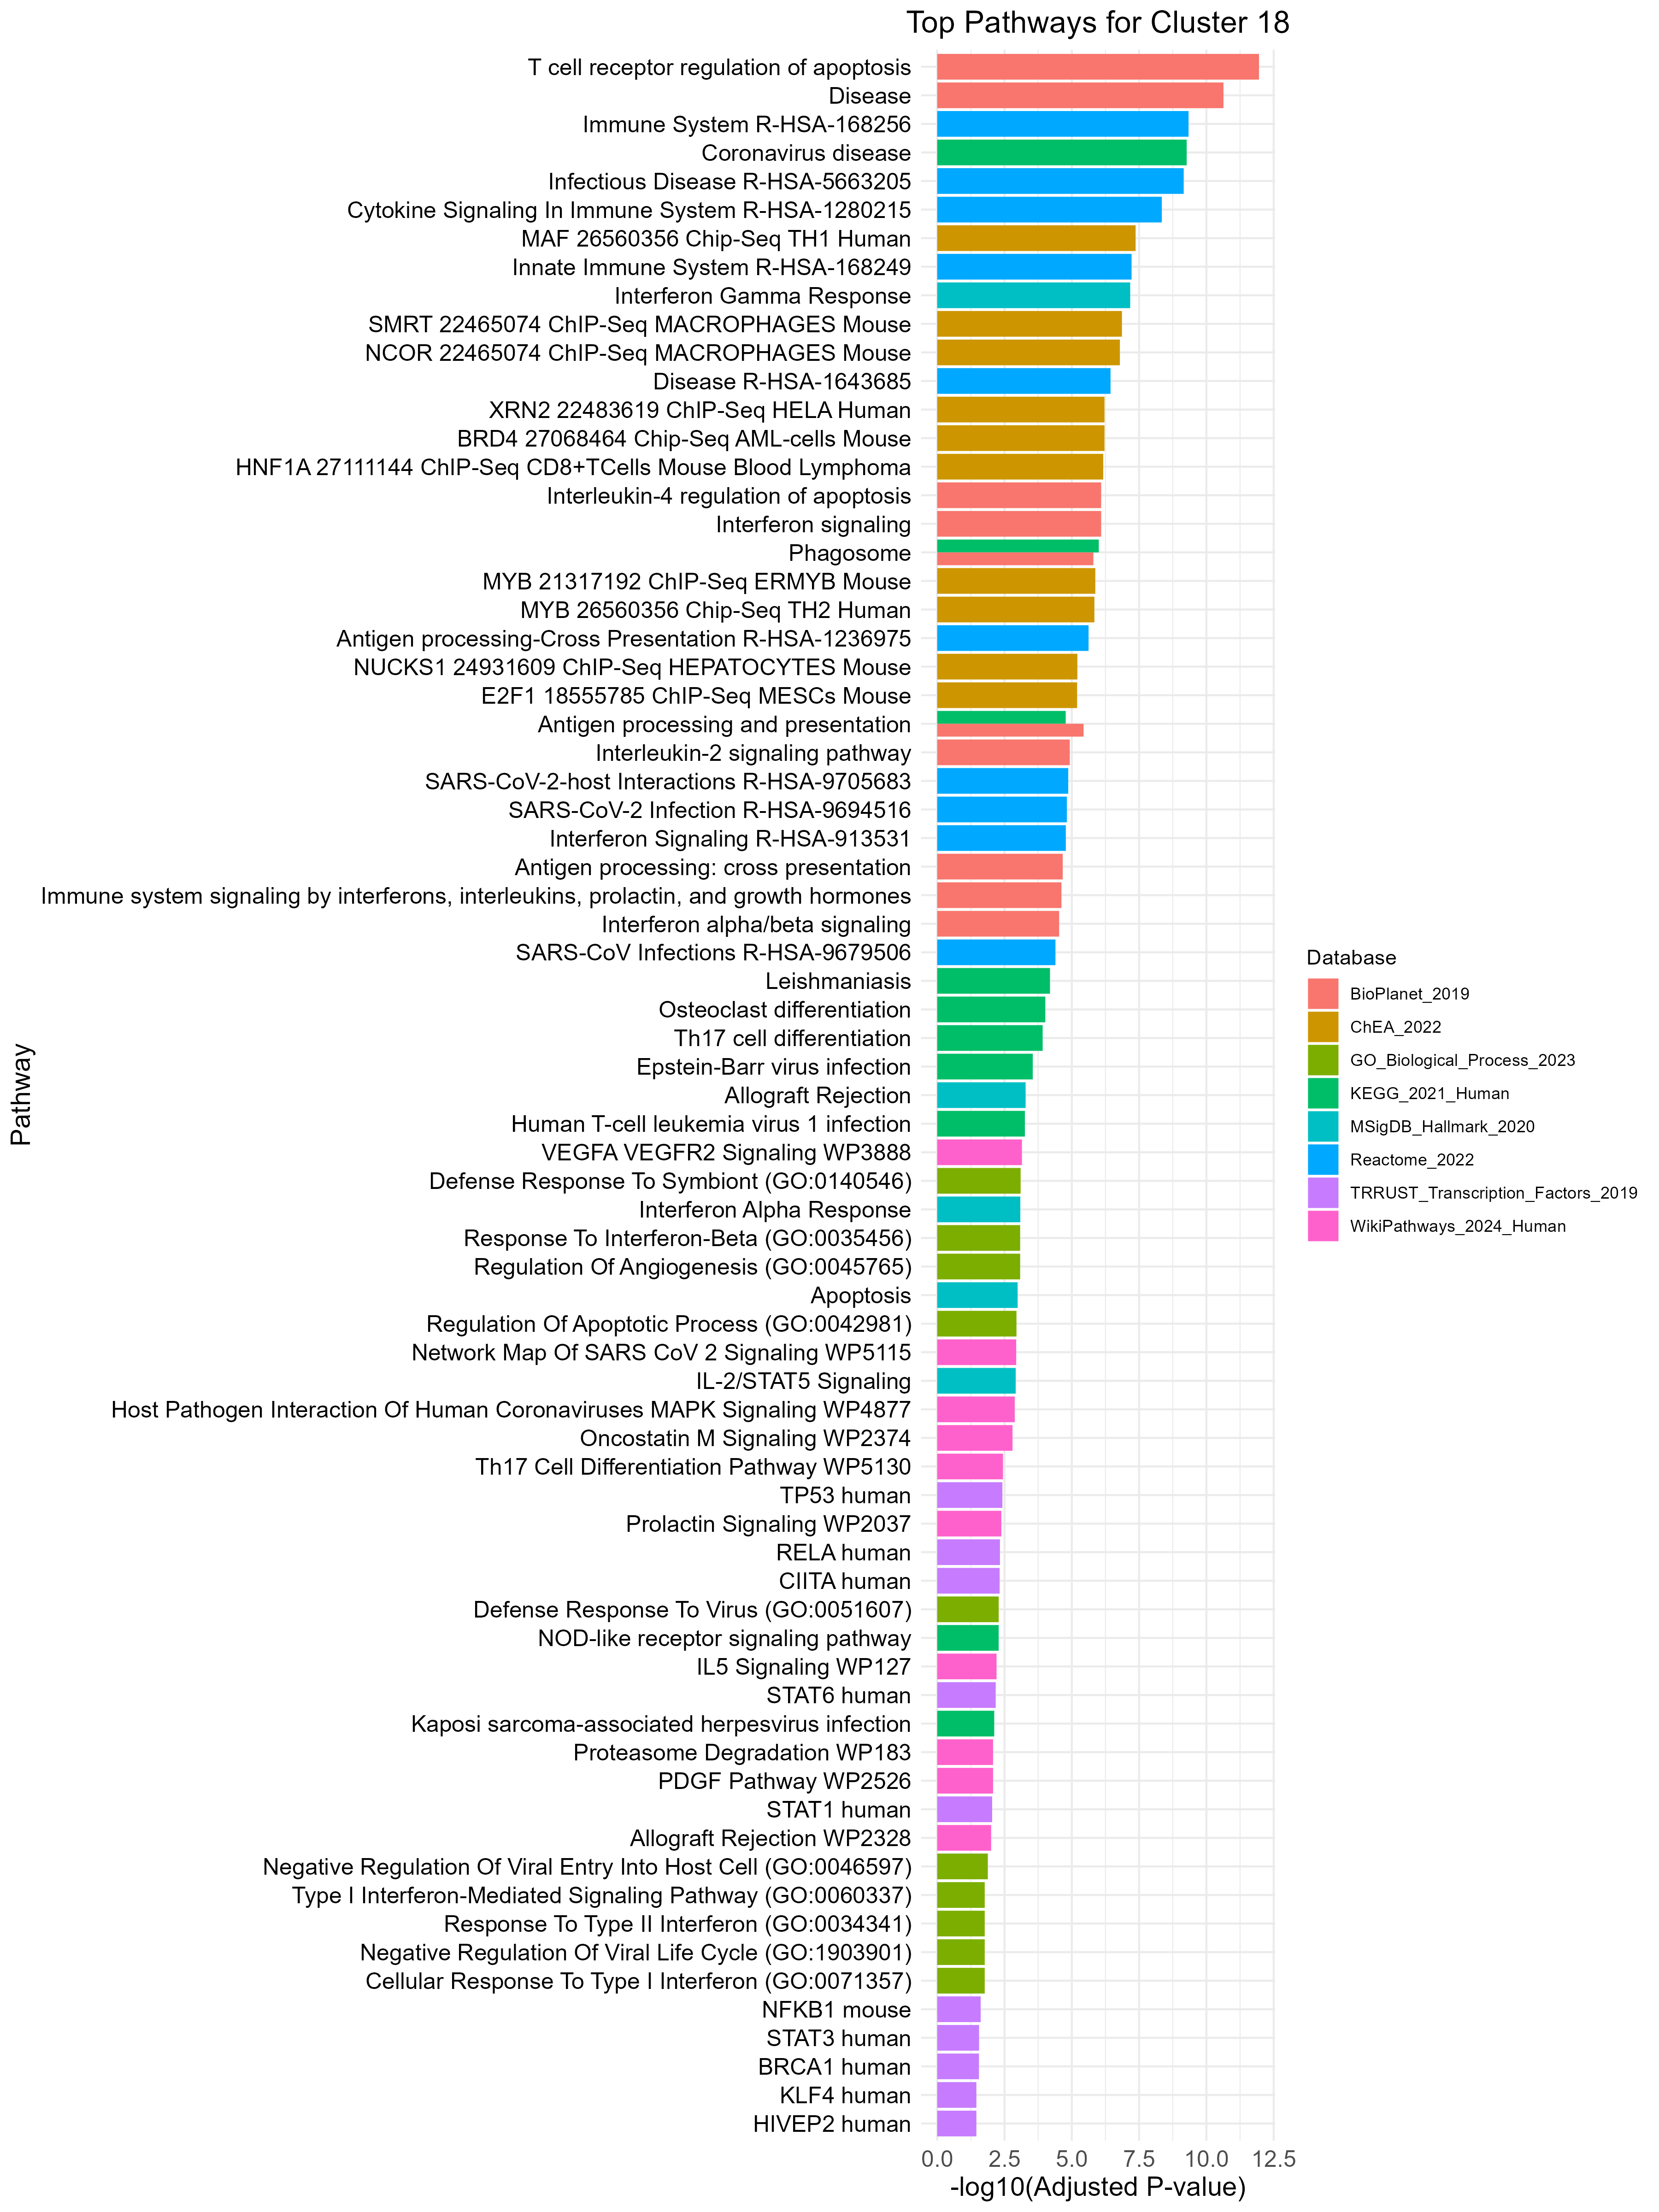 Top Pathways for Cluster 18
T cell receptor regulation of apoptosis
Disease
Immune System R-HSA-168256
Coronavirus disease
Infectious Disease R-HSA-5663205
Cytokine Signaling In Immune System R-HSA-1280215
MAF 26560356 Chip-Seq TH1 Human
Innate Immune System R-HSA-168249
Interferon Gamma Response
SMRT 22465074 ChIP-Seq MACROPHAGES Mouse
NCOR 22465074 ChIP-Seq MACROPHAGES Mouse
Disease R-HSA-1643685
XRN2 22483619 ChIP-Seq HELA Human
BRD4 27068464 Chip-Seq AML-cells Mouse
HNF1A 27111144 ChIP-Seq CD8+TCells Mouse Blood Lymphoma
Interleukin-4 regulation of apoptosis
Interferon signaling
Phagosome
MYB 21317192 ChIP-Seq ERMYB Mouse
MYB 26560356 Chip-Seq TH2 Human
Antigen processing-Cross Presentation R-HSA-1236975
NUCKS1 24931609 ChIP-Seq HEPATOCYTES Mouse
E2F1 18555785 ChIP-Seq MESCs Mouse
Antigen processing and presentation
Interleukin-2 signaling pathway
SARS-CoV-2-host Interactions R-HSA-9705683
SARS-CoV-2 Infection R-HSA-9694516
Interferon Signaling R-HSA-913531
Antigen processing: cross presentation
Immune system signaling by interferons, interleukins, prolactin, and growth hormones
Interferon alpha/beta signaling
SARS-CoV Infections R-HSA-9679506
Leishmaniasis
Osteoclast differentiation
Th17 cell differentiation
Epstein-Barr virus infection
Allograft Rejection
Human T-cell leukemia virus 1 infection
VEGFA VEGFR2 Signaling WP3888
Defense Response To Symbiont (GO:0140546)
Interferon Alpha Response
Response To Interferon-Beta (GO:0035456)
Regulation Of Angiogenesis (GO:0045765)
Apoptosis
Regulation Of Apoptotic Process (GO:0042981)
Network Map Of SARS CoV 2 Signaling WP5115
IL-2/STAT5 Signaling
Host Pathogen Interaction Of Human Coronaviruses MAPK Signaling WP4877
Oncostatin M Signaling WP2374
Th17 Cell Differentiation Pathway WP5130
TP53 human
Prolactin Signaling WP2037
RELA human
CIITA human
Defense Response To Virus (GO:0051607)
NOD-like receptor signaling pathway
IL5 Signaling WP127
STAT6 human
Kaposi sarcoma-associated herpesvirus infection
Proteasome Degradation WP183
PDGF Pathway WP2526
STAT1 human
Allograft Rejection WP2328
Negative Regulation Of Viral Entry Into Host Cell (GO:0046597)
Type I Interferon-Mediated Signaling Pathway (GO:0060337)
Response To Type II Interferon (GO:0034341)
Negative Regulation Of Viral Life Cycle (GO:1903901)
Cellular Response To Type I Interferon (GO:0071357)
NFKB1 mouse
STAT3 human
BRCA1 human
KLF4 human
HIVEP2 human
0.0 2.5 5.0 7.5 10.0 12.5
-log10(Adjusted P-value)
Pathway
Database
BioPlanet_2019
ChEA_2022
GO_Biological_Process_2023
KEGG_2021_Human
MSigDB_Hallmark_2020
Reactome_2022
TRRUST_Transcription_Factors_2019
WikiPathways_2024_Human